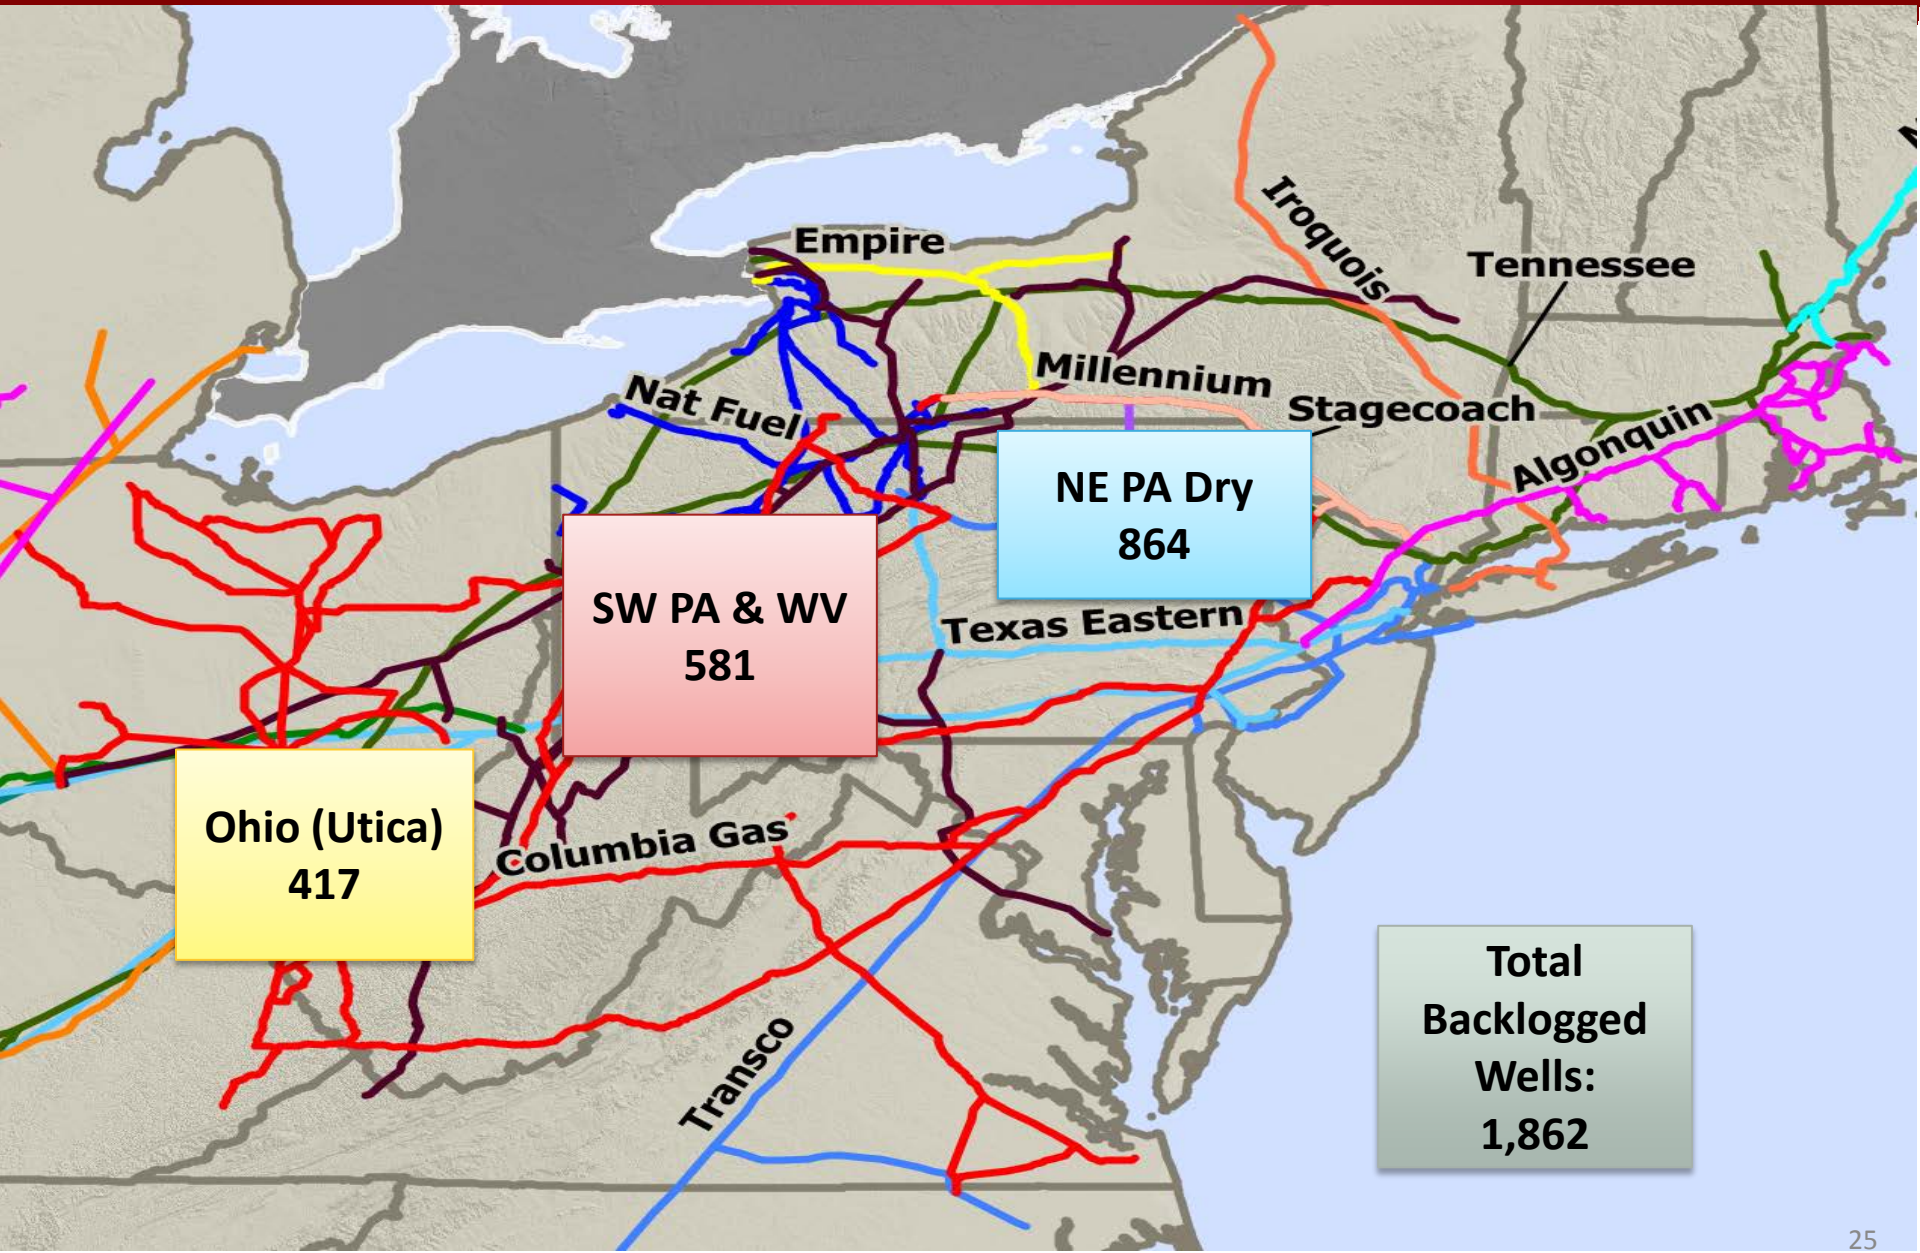 Empire
Iroquois
Tennessee
Millennium
Nat Fuel
Stagecoach
Algonquin
NE PA Dry
864
SW PA & WV
581
Texas Eastern
Ohio (Utica)
417
Columbia Gas
Transco
Total
Backlogged
Wells:
1,862
25